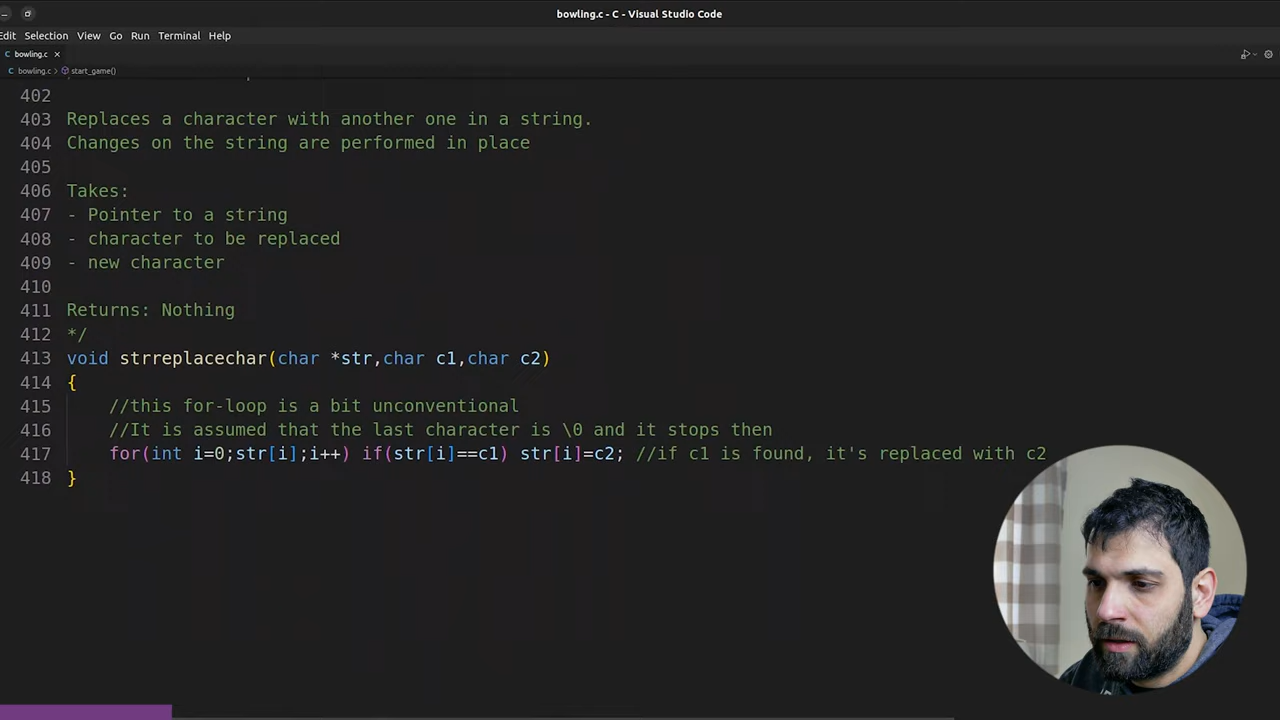 bowling.c - C - Visual Studio Code
Edit Selection View Go Run Terminal Help
bowling.c
bowling.c > start_game()
402
403 Replaces a character with another one in a string.
404 Changes on the string are performed in place
405
406 Takes:
407 - Pointer to a string
408 - character to be replaced
409 - new character
410
411 Returns: Nothing
412 */
413 void strreplacechar(char *str,char c1,char c2)
414 {
415 //this for-loop is a bit unconventional
416 //It is assumed that the last character is \0 and it stops then
417 for(int i=0;str[i];i++) if(str[i]==c1) str[i]=c2; //if c1 is found, it's replaced with c2
418 }